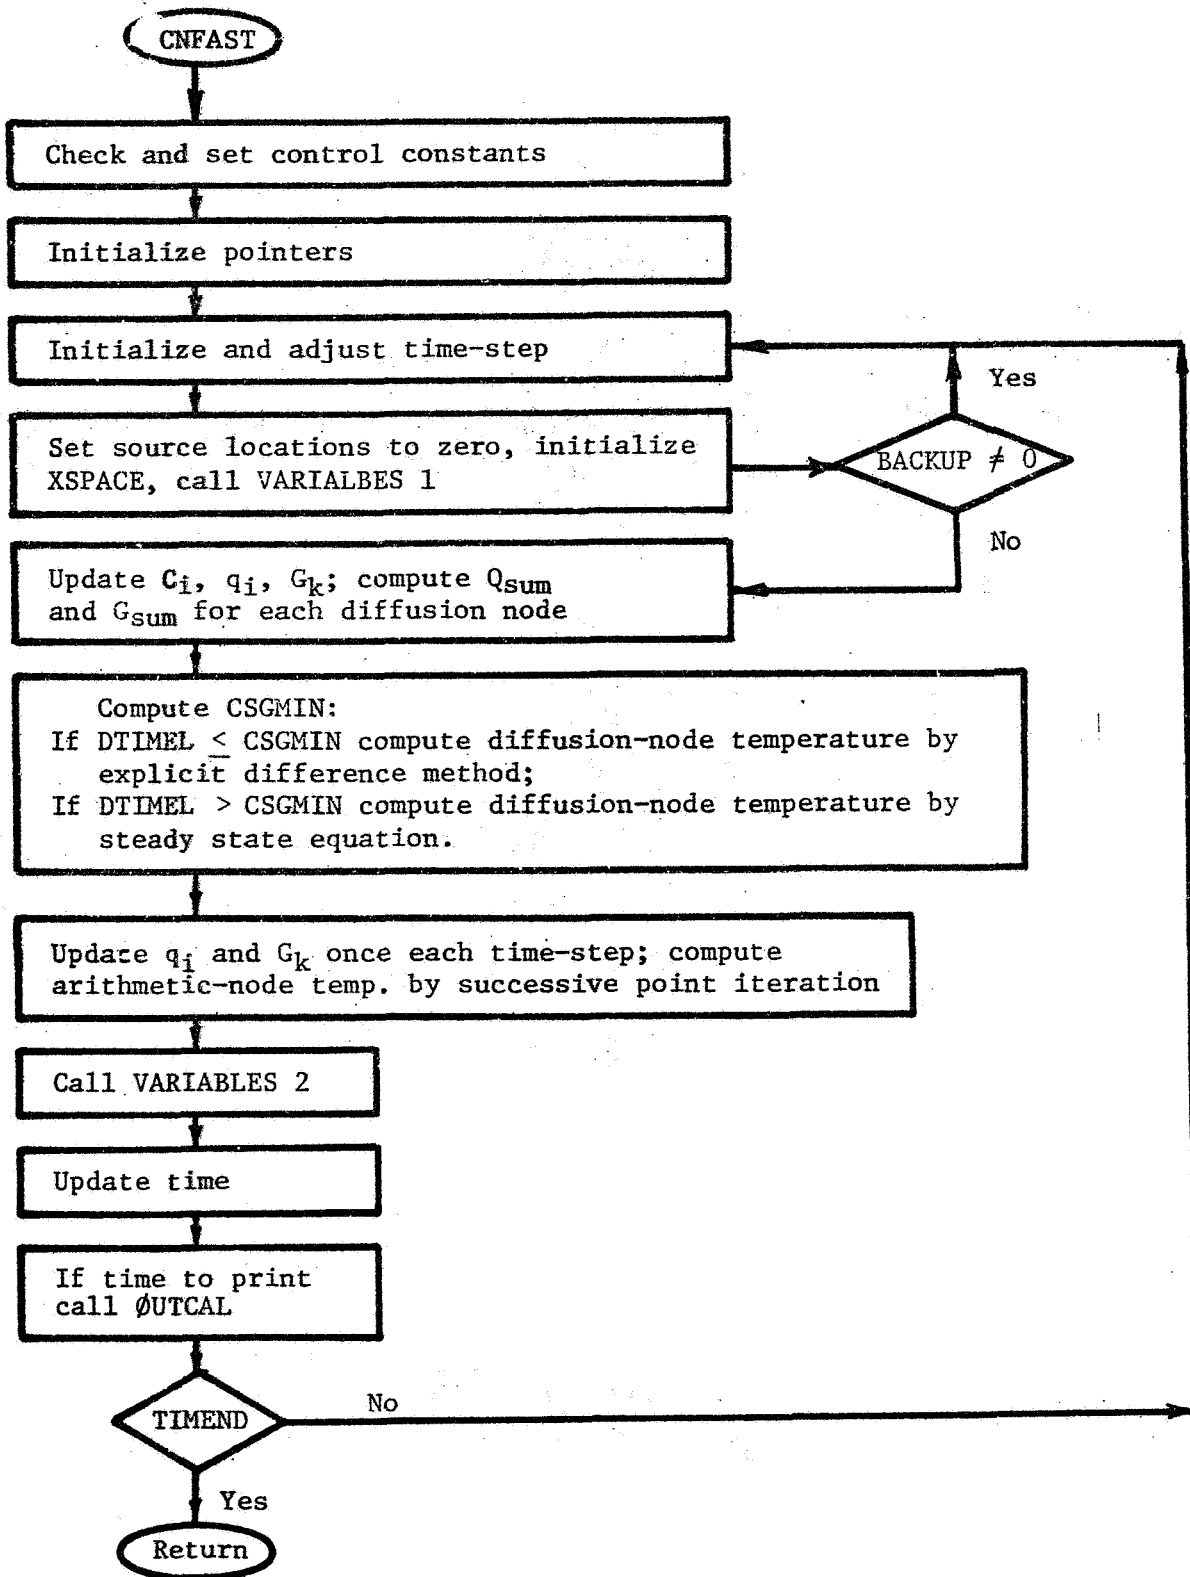 CNFAST
Check and set control constants
Initialize pointers
Initialize and adjust time-step
Yes
Set source locations to zero, initialize
XSPACE, call VARIALBES 1
BACKUP ≠ 0
No
Update Ci, qi, Gk; compute Qsum
and Gsum for each diffusion node
Compute CSGMIN:
If DTIMEL ≤ CSGMIN compute diffusion-node temperature by
explicit difference method;
If DTIMEL > CSGMIN compute diffusion-node temperature by
steady state equation.
Update qi and Gk once each time-step; compute
arithmetic-node temp. by successive point iteration
Call VARIABLES 2
Update time
If time to print
call ØUTCAL
TIMEND
No
Yes
Return